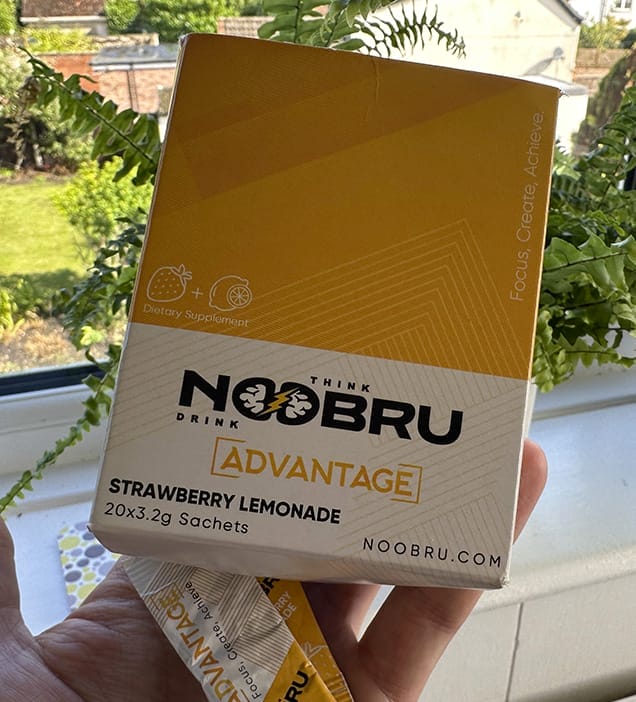 Focus, Create, Achieve.
Dietary Supplement
THINK
NOOBRU
DRINK
[ADVANTAGE]
STRAWBERRY LEMONADE
20x3.2g Sachets
NOOBRU.COM
ADVANTAGE
Focus, Create, Achieve
RU